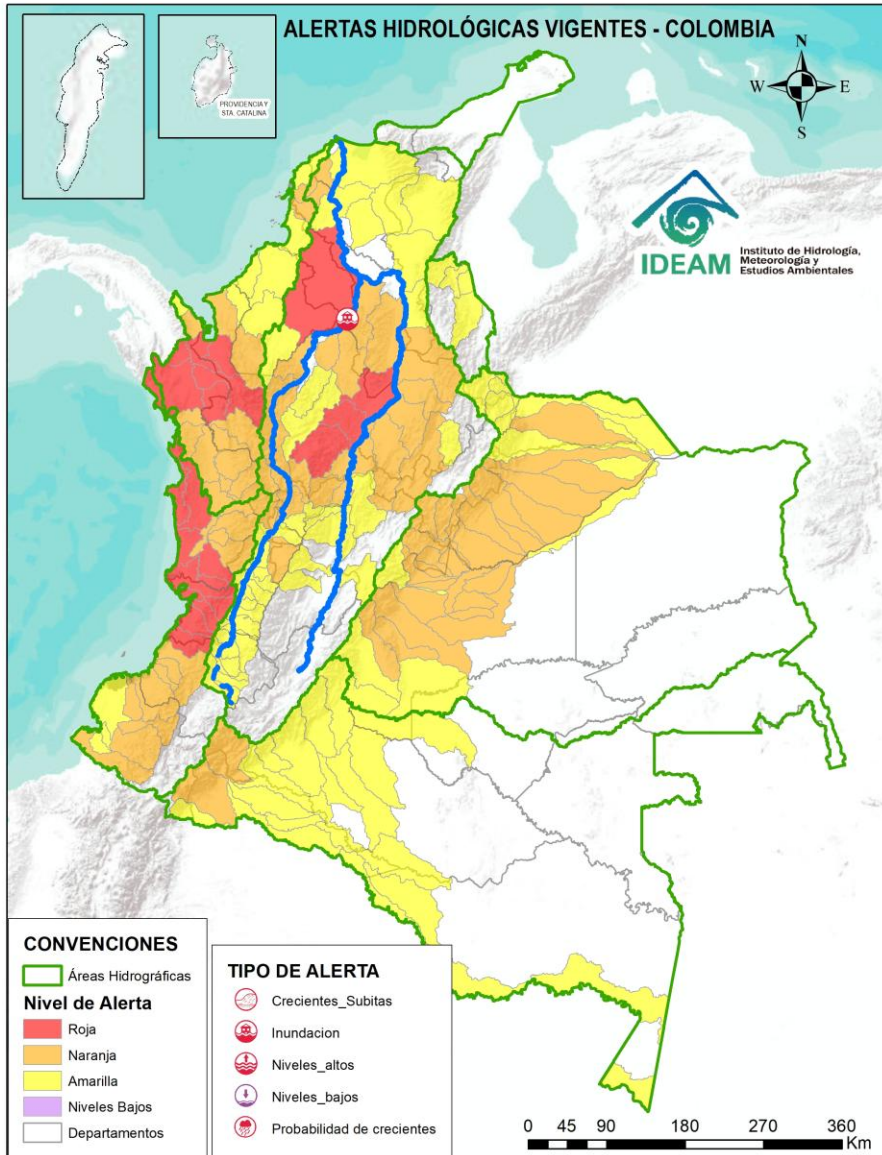 ALERTAS HIDROLÓGICAS VIGENTES - COLOMBIA
PROVIDENCIA Y
STA. CATALINA
N
W
E
S
IDEAM
Instituto de Hidrología,
Meteorología y
Estudios Ambientales
CONVENCIONES
Áreas Hidrográficas
Nivel de Alerta
Roja
Naranja
Amarilla
Niveles Bajos
Departamentos
TIPO DE ALERTA
Crecientes_Subitas
Inundacion
Niveles_altos
Niveles_bajos
Probabilidad de crecientes
0 45 90 180 270 360
Km